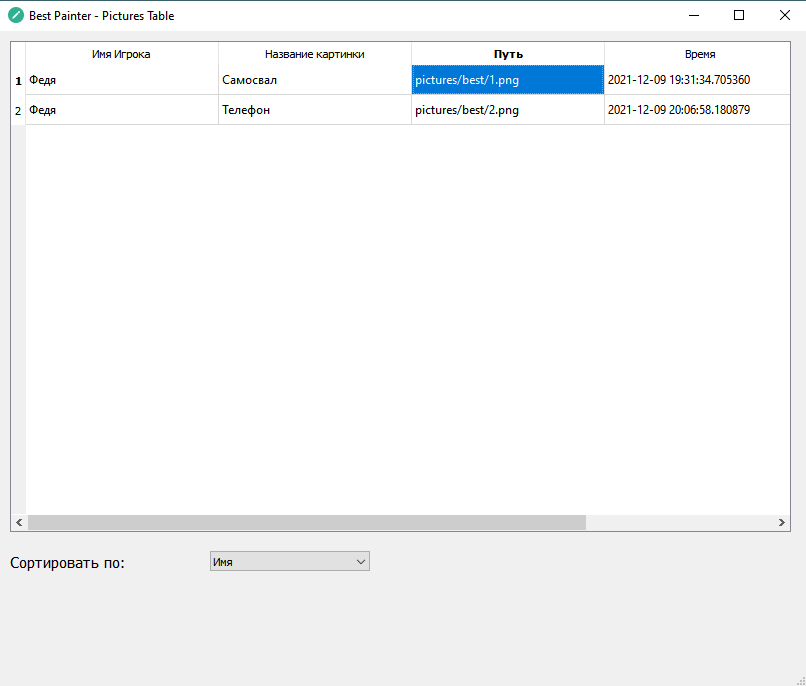 Best Painter - Pictures Table
Имя Игрока Название картинки Путь Время
1 Федя Самосвал pictures/best/1.png 2021-12-09 19:31:34.705360
2 Федя Телефон pictures/best/2.png 2021-12-09 20:06:58.180879
Сортировать по: Имя